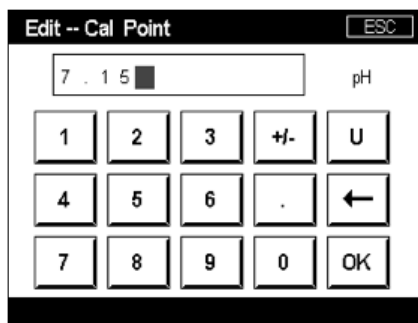 Edit -- Cal Point ESC
7 . 1 5 pH
1 2 3 +/- U
4 5 6 . ←
7 8 9 0 OK